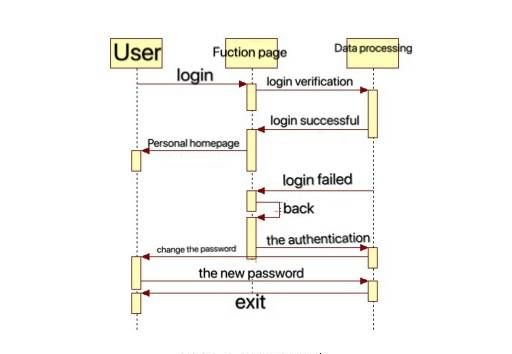 User
Fuction page
Data processing
login
login verification
login successful
Personal homepage
login failed
back
the authentication
change the password
the new password
exit